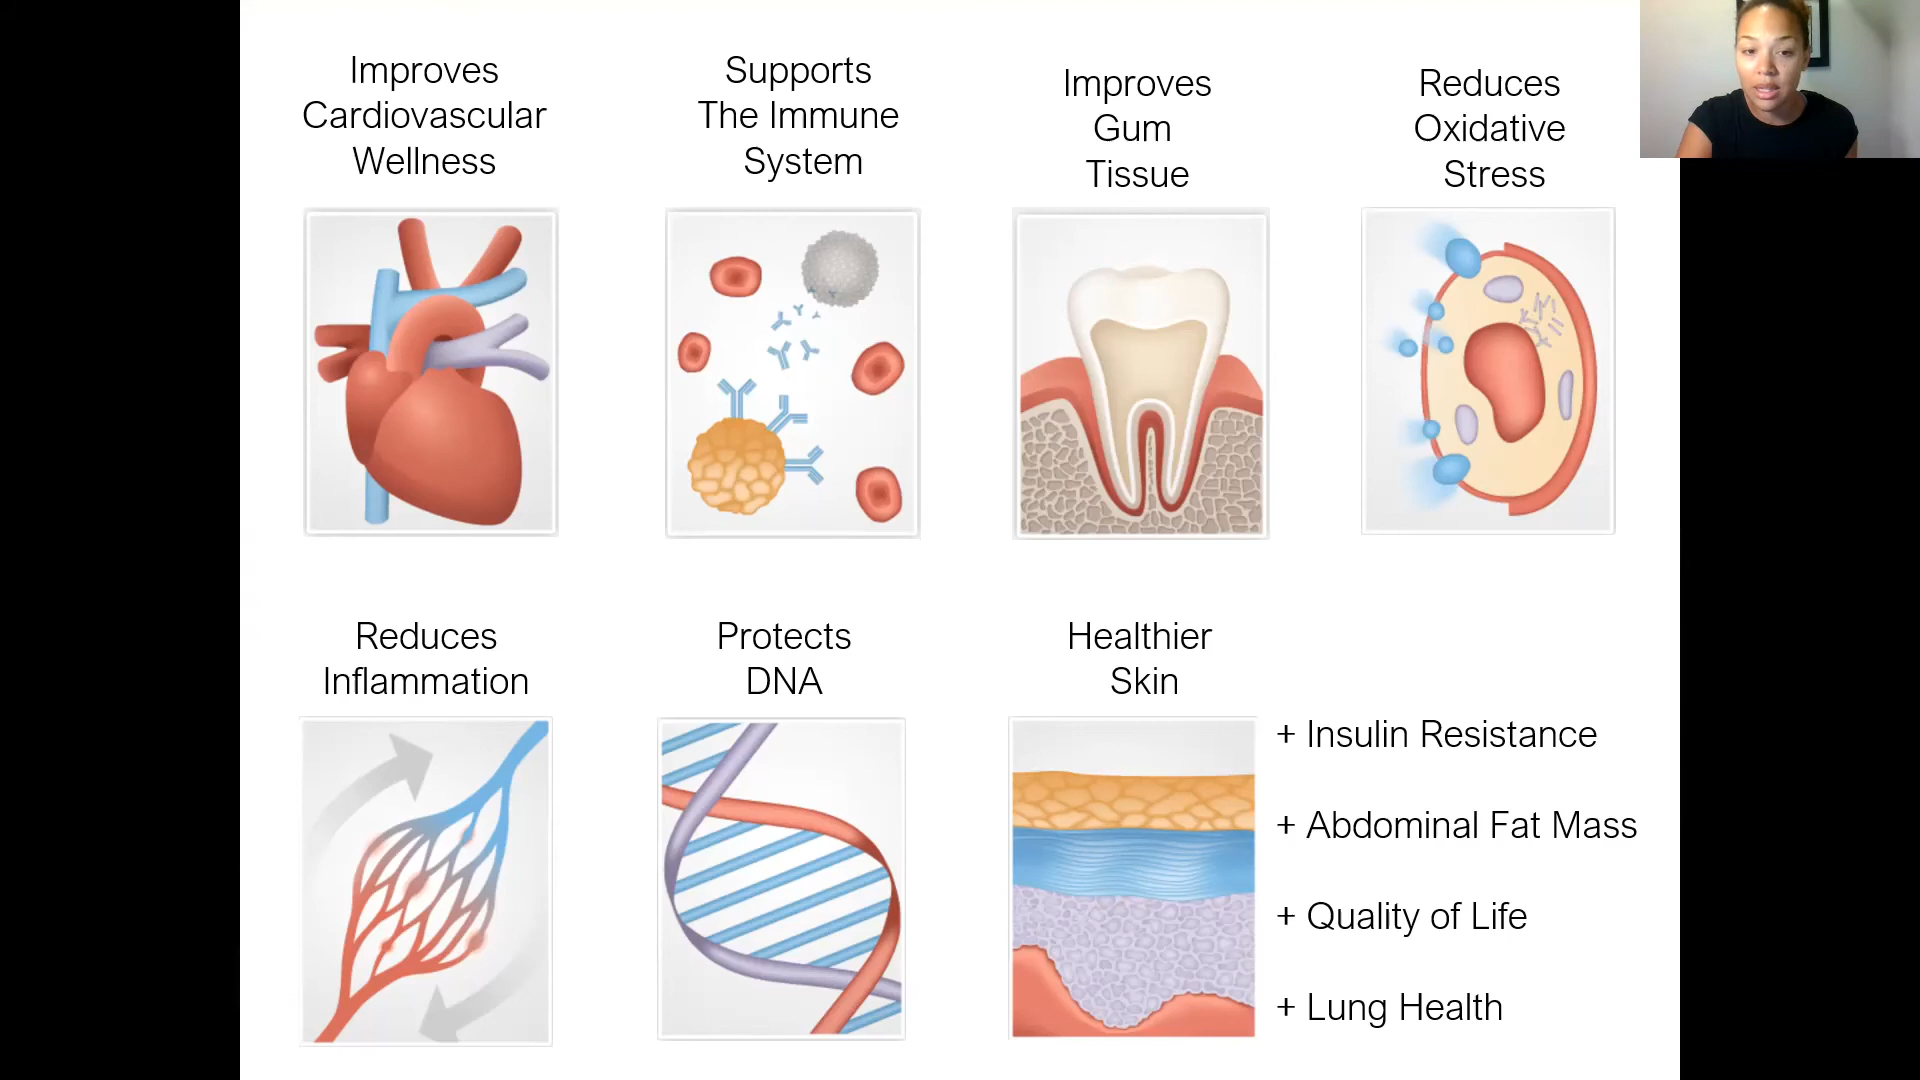 Improves
Cardiovascular
Wellness
Supports
The Immune
System
Improves
Gum
Tissue
Reduces
Oxidative
Stress
Reduces
Inflammation
Protects
DNA
Healthier
Skin
+ Insulin Resistance
+ Abdominal Fat Mass
+ Quality of Life
+ Lung Health